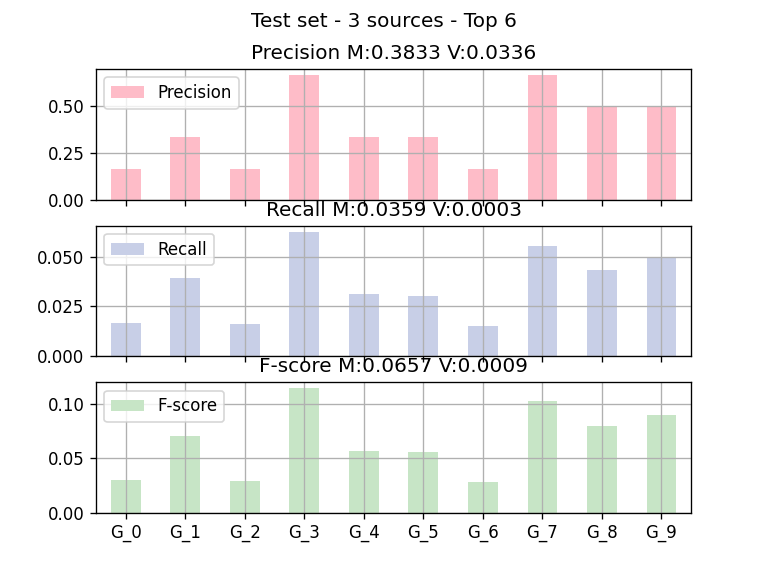 Test set - 3 sources - Top 6
Precision M:0.3833 V:0.0336
0.50
0.25
0.00
Precision
Recall M:0.0359 V:0.0003
0.050
0.025
0.000
Recall
F-score M:0.0657 V:0.0009
0.10
0.05
0.00
F-score
G_0 G_1 G_2 G_3 G_4 G_5 G_6 G_7 G_8 G_9